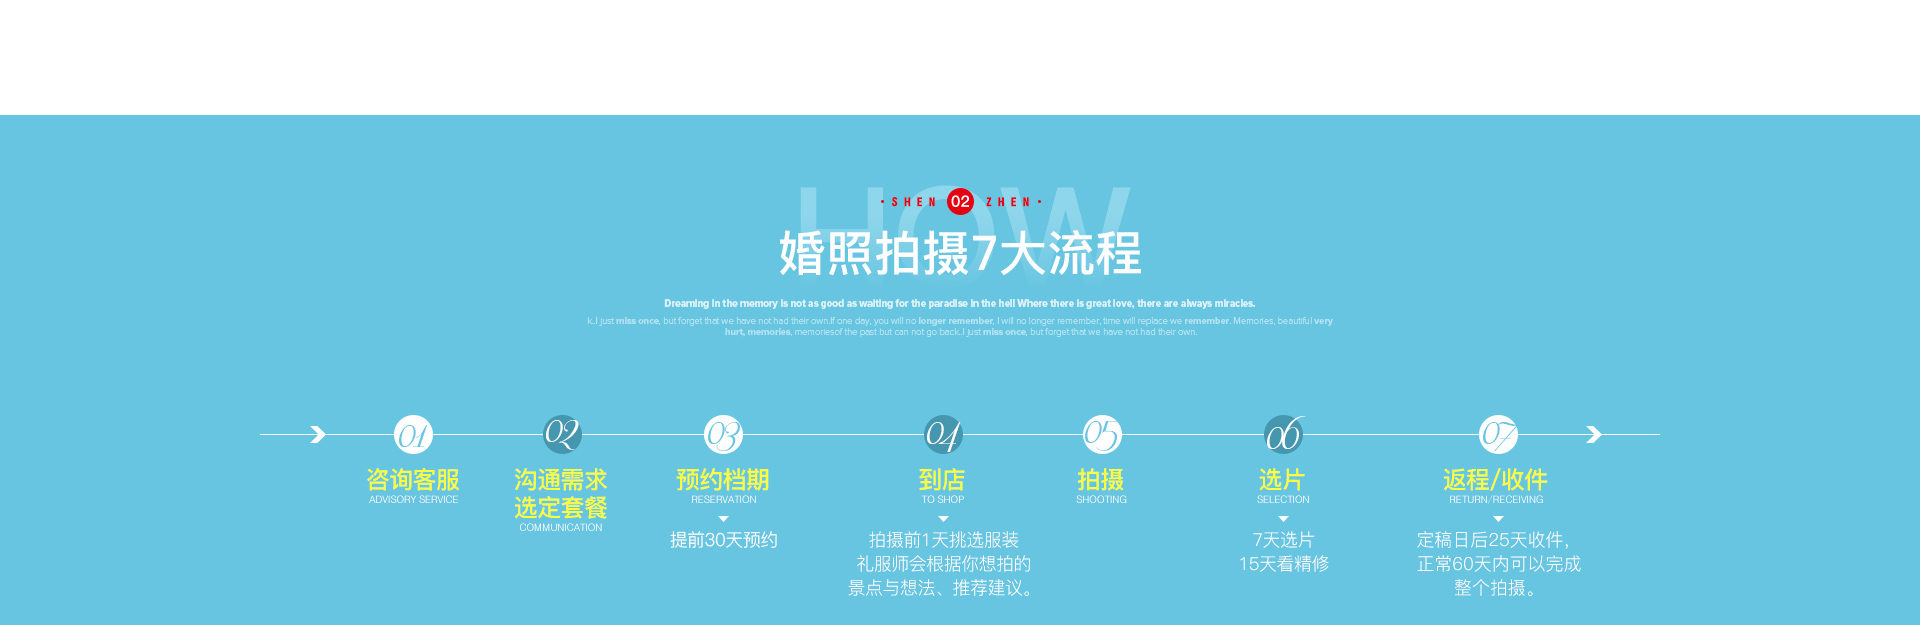 HOW
• SHEN 02 ZHEN •
婚照拍摄7大流程
Dreaming in the memory is not as good as waiting for the paradise in the hell Where there is great love, there are always miracles.
k..I just miss once, but forget that we have not had their own.If one day, you will no longer remember, I will no longer remember, time will replace we remember. Memories, beautiful very
hurt, memories, memoriesof the past but can not go back..I just miss once, but forget that we have not had their own.
01
咨询客服
ADVISORY SERVICE
02
沟通需求
选定套餐
COMMUNICATION
03
预约档期
RESERVATION
提前30天预约
04
到店
TO SHOP
拍摄前1天挑选服装
礼服师会根据你想拍的
景点与想法、推荐建议。
05
拍摄
SHOOTING
06
选片
SELECTION
7天选片
15天看精修
07
返程/收件
RETURN/RECEIVING
定稿日后25天收件，
正常60天内可以完成
整个拍摄。